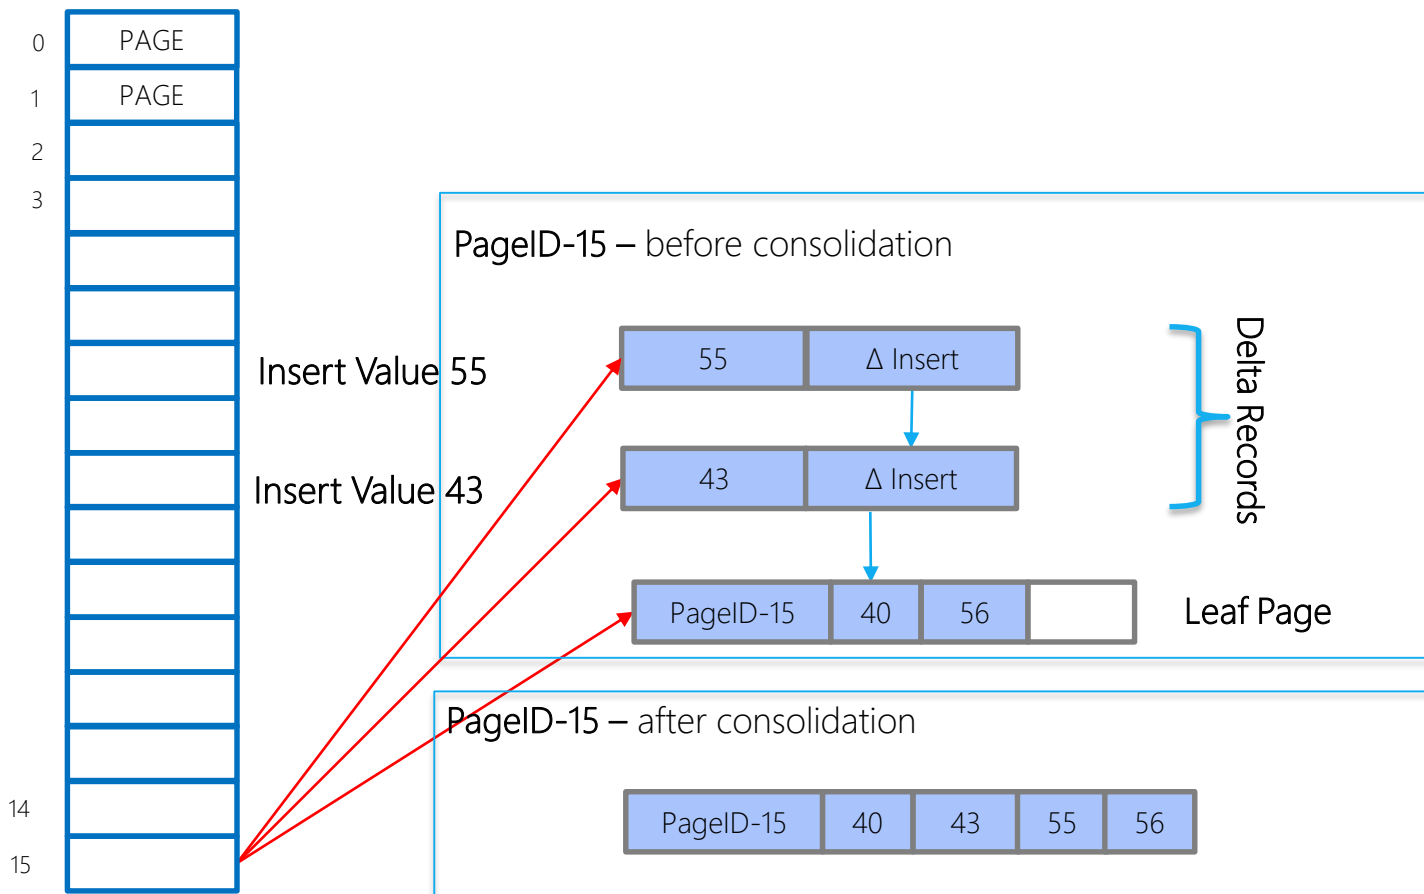 0
PAGE
1
PAGE
2
3
PageID-15 – before consolidation
Insert Value 55
55
Δ Insert
Delta Records
Insert Value 43
43
Δ Insert
PageID-15
40
56
Leaf Page
PageID-15 – after consolidation
14
PageID-15
40
43
55
56
15